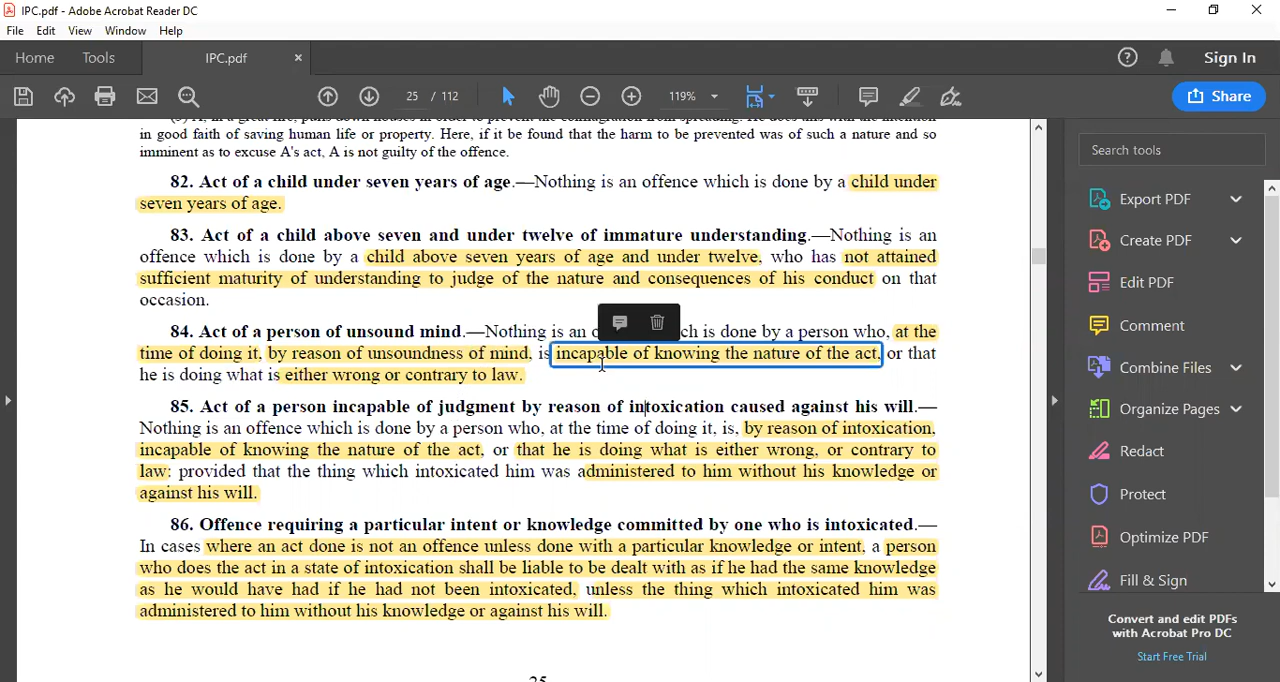 IPC.pdf - Adobe Acrobat Reader DC
File Edit View Window Help
Home Tools IPC.pdf × Sign In
25 / 112 119% Share
in good faith of saving human life or property. Here, if it be found that the harm to be prevented was of such a nature and so
imminent as to excuse A's act, A is not guilty of the offence.
82. Act of a child under seven years of age.—Nothing is an offence which is done by a child under
seven years of age.
83. Act of a child above seven and under twelve of immature understanding.—Nothing is an
offence which is done by a child above seven years of age and under twelve, who has not attained
sufficient maturity of understanding to judge of the nature and consequences of his conduct on that
occasion.
84. Act of a person of unsound mind.—Nothing is an ch is done by a person who, at the
time of doing it, by reason of unsoundness of mind, is incapable of knowing the nature of the act, or that
he is doing what is either wrong or contrary to law.
85. Act of a person incapable of judgment by reason of intoxication caused against his will.—
Nothing is an offence which is done by a person who, at the time of doing it, is, by reason of intoxication,
incapable of knowing the nature of the act, or that he is doing what is either wrong, or contrary to
law: provided that the thing which intoxicated him was administered to him without his knowledge or
against his will.
86. Offence requiring a particular intent or knowledge committed by one who is intoxicated.—
In cases where an act done is not an offence unless done with a particular knowledge or intent, a person
who does the act in a state of intoxication shall be liable to be dealt with as if he had the same knowledge
as he would have had if he had not been intoxicated, unless the thing which intoxicated him was
administered to him without his knowledge or against his will.
25
Search tools
Export PDF
Create PDF
Edit PDF
Comment
Combine Files
Organize Pages
Redact
Protect
Optimize PDF
Fill & Sign
Convert and edit PDFs
with Acrobat Pro DC
Start Free Trial